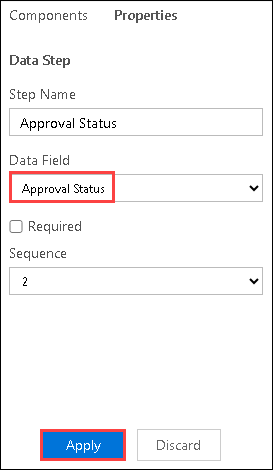 Components Properties
Data Step
Step Name
Approval Status
Data Field
Approval Status
Required
Sequence
2
Apply Discard